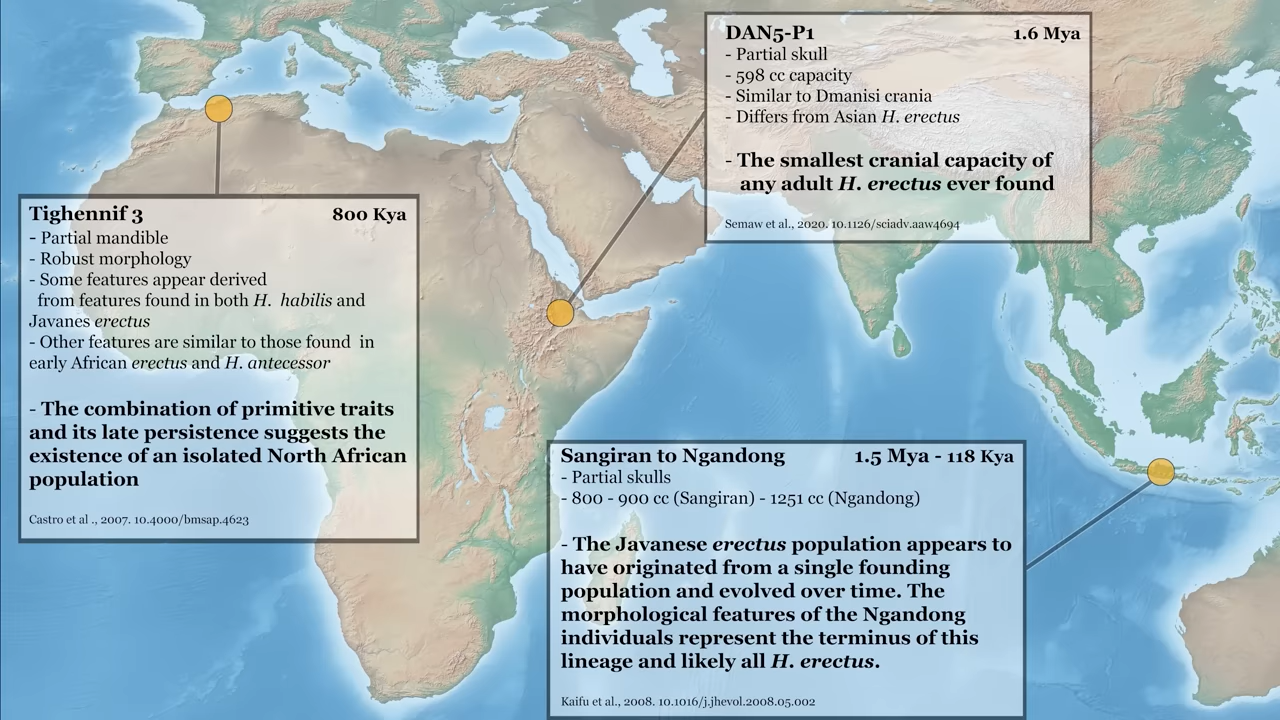 DAN5-P1 1.6 Mya
- Partial skull
- 598 cc capacity
- Similar to Dmanisi crania
- Differs from Asian H. erectus
- The smallest cranial capacity of
any adult H. erectus ever found
Semaw et al., 2020. 10.1126/sciadv.aaw4694
Tighennif 3 800 Kya
- Partial mandible
- Robust morphology
- Some features appear derived
from features found in both H. habilis and
Javanes erectus
- Other features are similar to those found in
early African erectus and H. antecessor
- The combination of primitive traits
and its late persistence suggests the
existence of an isolated North African
population
Castro et al ., 2007. 10.4000/bmsap.4623
Sangiran to Ngandong 1.5 Mya - 118 Kya
- Partial skulls
- 800 - 900 cc (Sangiran) - 1251 cc (Ngandong)
- The Javanese erectus population appears to
have originated from a single founding
population and evolved over time. The
morphological features of the Ngandong
individuals represent the terminus of this
lineage and likely all H. erectus.
Kaifu et al., 2008. 10.1016/j.jhevol.2008.05.002